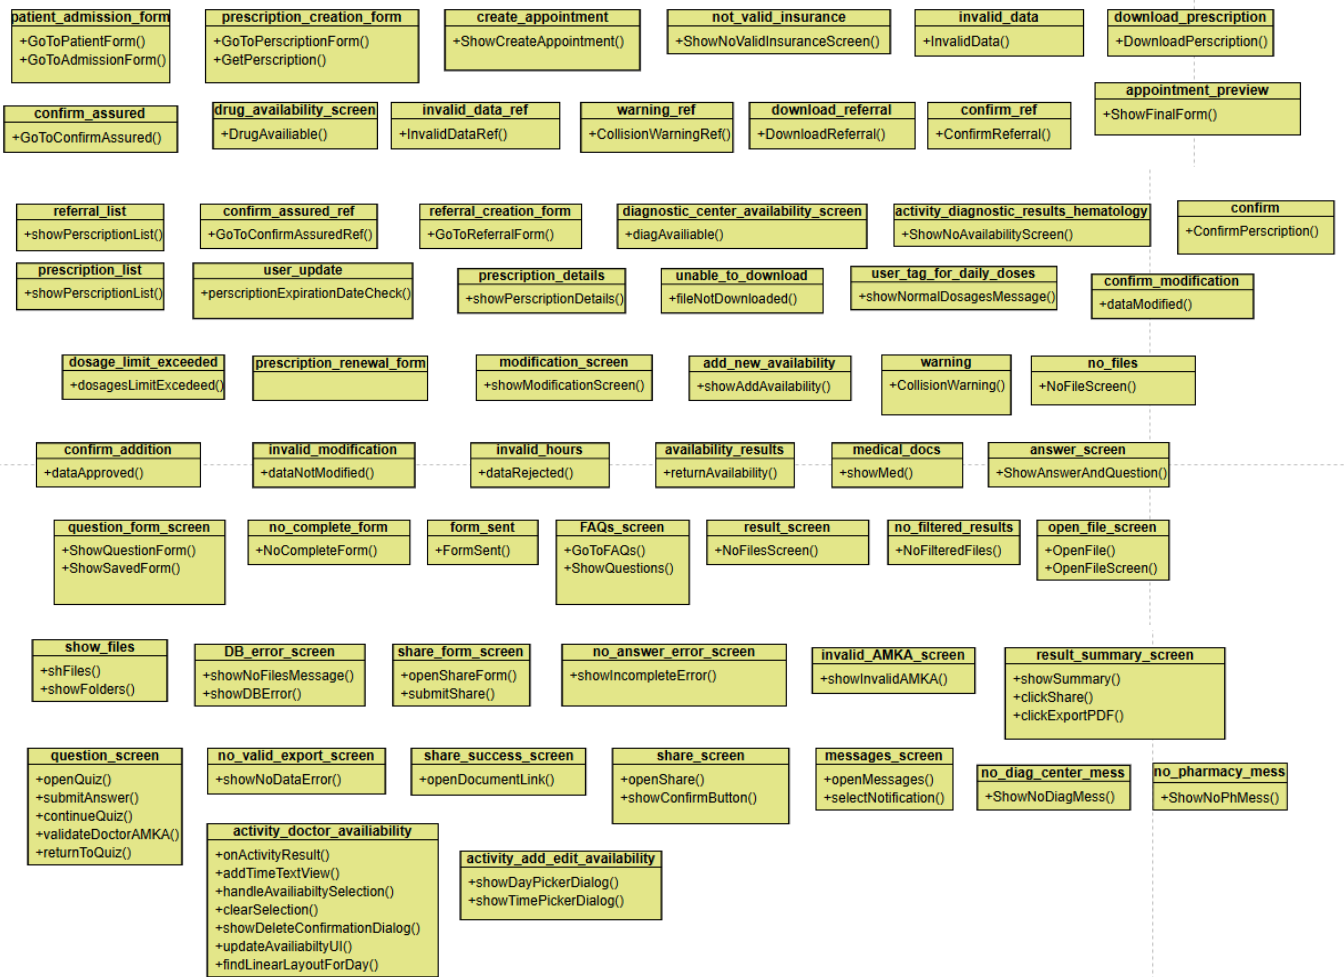 patient_admission_form
+GoToPatientForm()
+GoToAdmissionForm()
prescription_creation_form
+GoToPerscriptionForm()
+GetPerscription()
create_appointment
+ShowCreateAppointment()
not_valid_insurance
+ShowNoValidInsuranceScreen()
invalid_data
+InvalidData()
download_prescription
+DownloadPerscription()
confirm_assured
+GoToConfirmAssured()
drug_availability_screen
+DrugAvailiable()
invalid_data_ref
+InvalidDataRef()
warning_ref
+CollisionWarningRef()
download_referral
+DownloadReferral()
confirm_ref
+ConfirmReferral()
appointment_preview
+ShowFinalForm()
referral_list
+showPerscriptionList()
confirm_assured_ref
+GoToConfirmAssuredRef()
referral_creation_form
+GoToReferralForm()
diagnostic_center_availability_screen
+diagAvailiable()
activity_diagnostic_results_hematology
+ShowNoAvailabilityScreen()
confirm
+ConfirmPerscription()
prescription_list
+showPerscriptionList()
user_update
+perscriptionExpirationDateCheck()
prescription_details
+showPerscriptionDetails()
unable_to_download
+fileNotDownloaded()
user_tag_for_daily_doses
+showNormalDosagesMessage()
confirm_modification
+dataModified()
dosage_limit_exceeded
+dosagesLimitExcedeed()
prescription_renewal_form
modification_screen
+showModificationScreen()
add_new_availability
+showAddAvailability()
warning
+CollisionWarning()
no_files
+NoFileScreen()
confirm_addition
+dataApproved()
invalid_modification
+dataNotModified()
invalid_hours
+dataRejected()
availability_results
+returnAvailability()
medical_docs
+showMed()
answer_screen
+ShowAnswerAndQuestion()
question_form_screen
+ShowQuestionForm()
+ShowSavedForm()
no_complete_form
+NoCompleteForm()
form_sent
+FormSent()
FAQs_screen
+GoToFAQs()
+ShowQuestions()
result_screen
+NoFilesScreen()
no_filtered_results
+NoFilteredFiles()
open_file_screen
+OpenFile()
+OpenFileScreen()
show_files
+shFiles()
+showFolders()
DB_error_screen
+showNoFilesMessage()
+showDBError()
share_form_screen
+openShareForm()
+submitShare()
no_answer_error_screen
+showIncompleteError()
invalid_AMKA_screen
+showInvalidAMKA()
result_summary_screen
+showSummary()
+clickShare()
+clickExportPDF()
question_screen
+openQuiz()
+submitAnswer()
+continueQuiz()
+validateDoctorAMKA()
+returnToQuiz()
no_valid_export_screen
+showNoDataError()
share_success_screen
+openDocumentLink()
share_screen
+openShare()
+showConfirmButton()
messages_screen
+openMessages()
+selectNotification()
no_diag_center_mess
+ShowNoDiagMess()
no_pharmacy_mess
+ShowNoPhMess()
activity_doctor_availiability
+onActivityResult()
+addTimeTextView()
+handleAvailiabiltySelection()
+clearSelection()
+showDeleteConfirmationDialog()
+updateAvailiabiltyUI()
+findLinearLayoutForDay()
activity_add_edit_availability
+showDayPickerDialog()
+showTimePickerDialog()